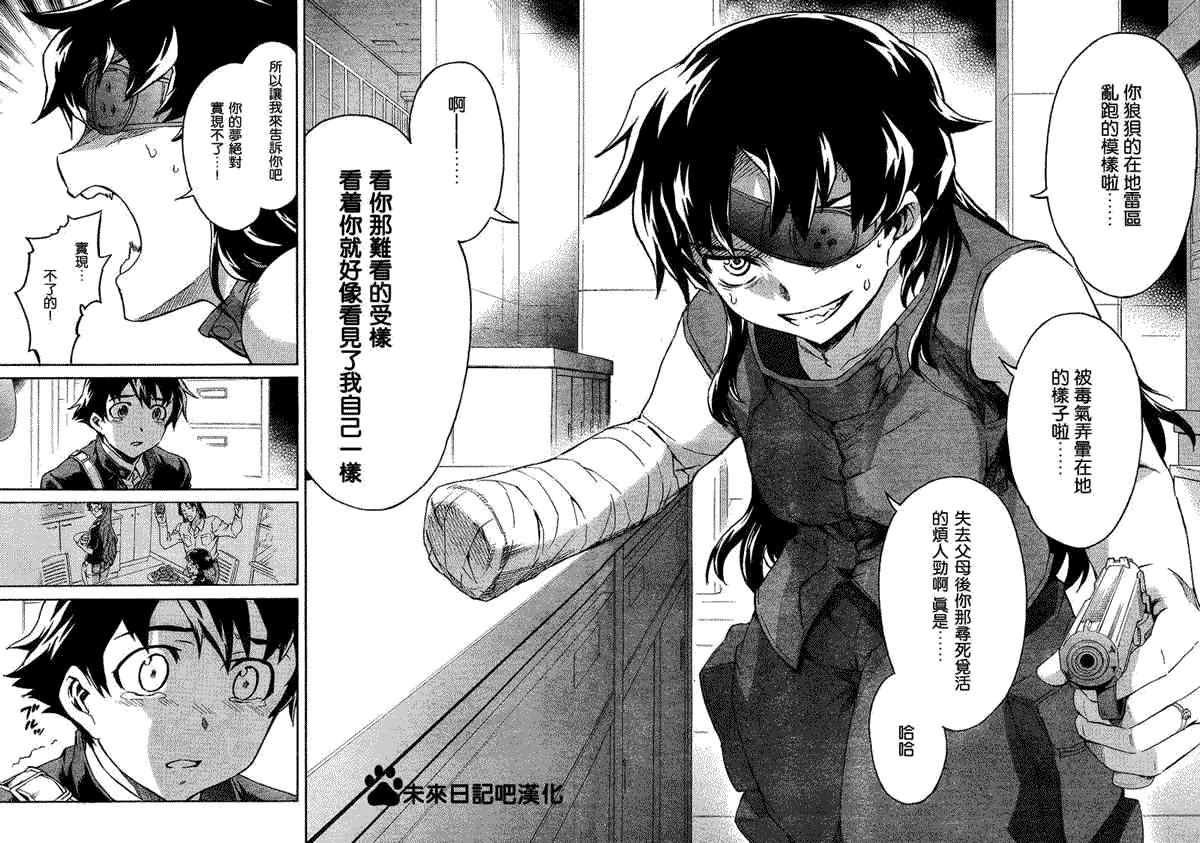 你狼狽的在地雷區
亂跑的模樣啦……
被毒氣弄暈在地
的樣子啦……
失去父母後你那尋死覓活
的煩人勁啊 眞是……
哈哈
啊——……
看你那難看的受樣
看着你就好像看見了我自己一樣
所以讓我來告訴你吧
你的夢絕對
實現不了…!
實現…
不了的!
未來日記吧漢化